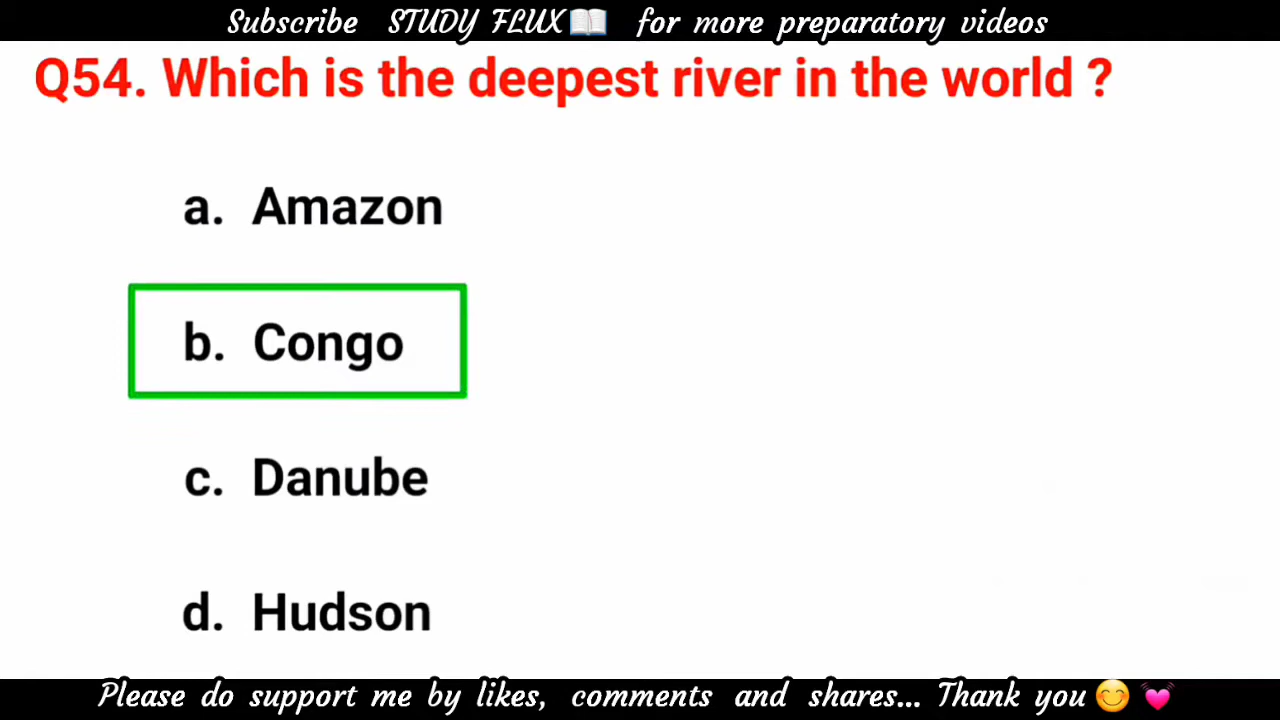 Subscribe STUDY FLUX📖 for more preparatory videos
Q54. Which is the deepest river in the world ?
a. Amazon
b. Congo
c. Danube
d. Hudson
Please do support me by likes, comments and shares... Thank you 😊 💓